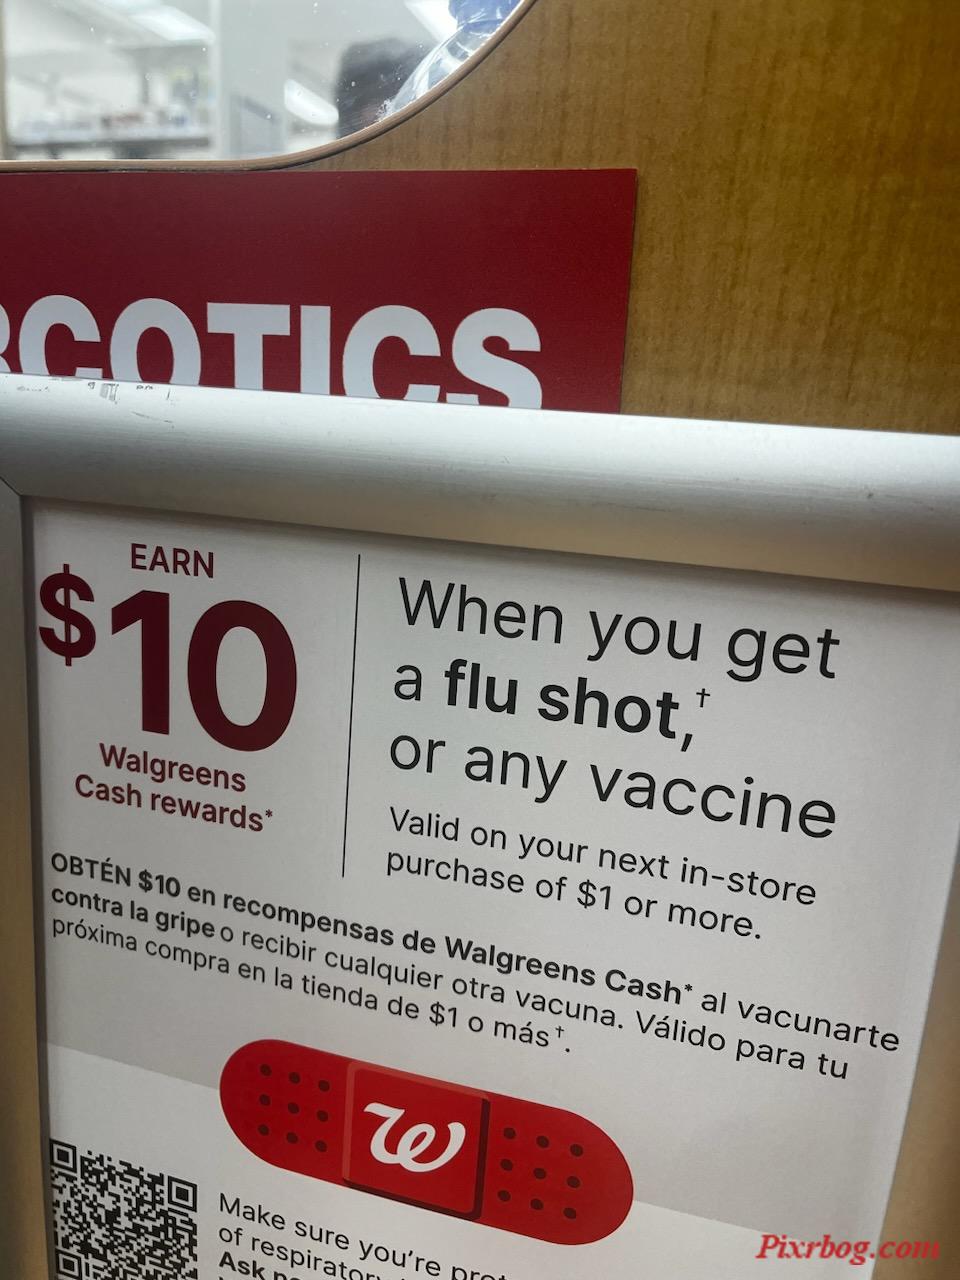 COTICS
EARN
$10
Walgreens
Cash rewards*
When you get
a flu shot,†
or any vaccine
Valid on your next in-store
purchase of $1 or more.
OBTÉN $10 en recompensas de Walgreens Cash* al vacunarte
contra la gripe o recibir cualquier otra vacuna. Válido para tu
próxima compra en la tienda de $1 o más†.
W
Make sure you're
of
Ask
Pixrbog.com